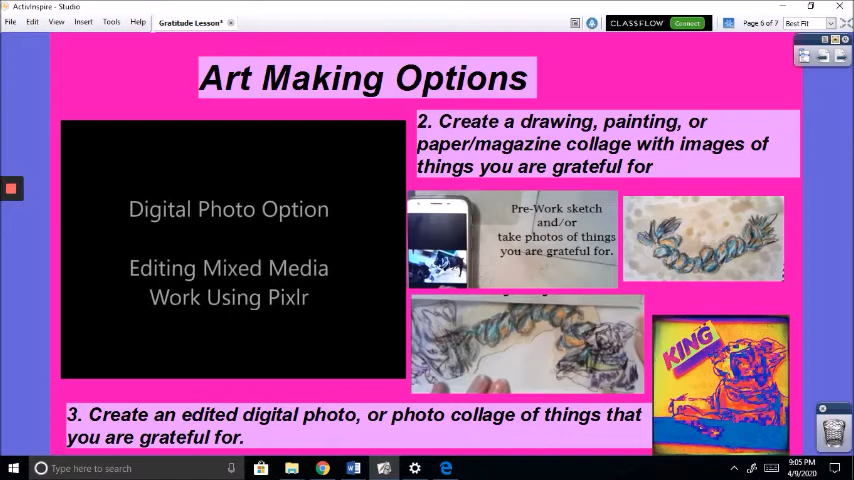 ActivInspire - Studio
File Edit View Insert Tools Help
Gratitude Lesson*
CLASSFLOW Connect
Page 6 of 7
Best Fit
Art Making Options
2. Create a drawing, painting, or
paper/magazine collage with images of
things you are grateful for
Digital Photo Option
Editing Mixed Media
Work Using Pixlr
Pre-Work sketch
and/or
take photos of things
you are grateful for.
KING
3. Create an edited digital photo, or photo collage of things that
you are grateful for.
Type here to search
9:05 PM
4/9/2020